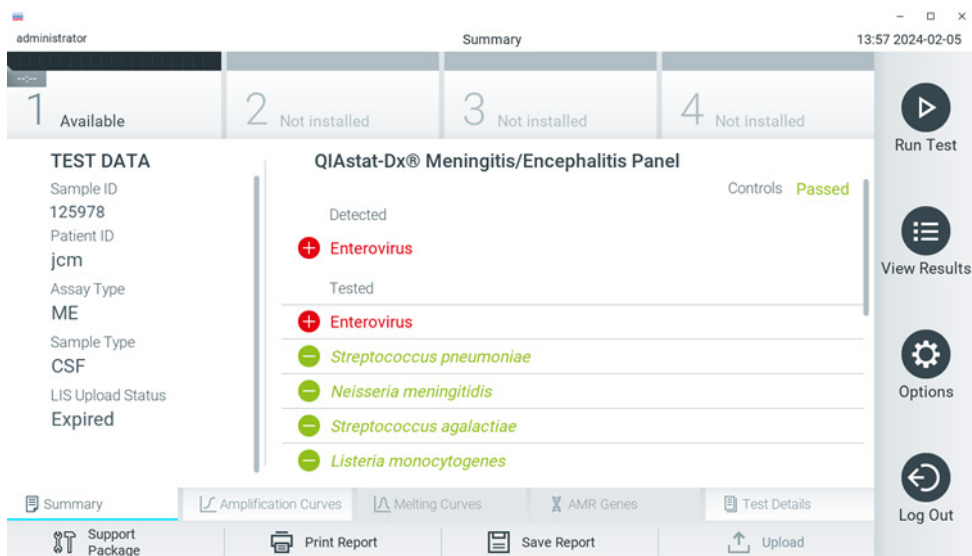 administrator
Summary
13:57 2024-02-05
--:--
1 Available
2 Not installed
3 Not installed
4 Not installed
Run Test
View Results
Options
Log Out
TEST DATA
Sample ID
125978
Patient ID
jcm
Assay Type
ME
Sample Type
CSF
LIS Upload Status
Expired
QIAstat-Dx® Meningitis/Encephalitis Panel
Controls Passed
Detected
Enterovirus
Tested
Enterovirus
Streptococcus pneumoniae
Neisseria meningitidis
Streptococcus agalactiae
Listeria monocytogenes
Summary
Amplification Curves
Melting Curves
AMR Genes
Test Details
Support
Package
Print Report
Save Report
Upload